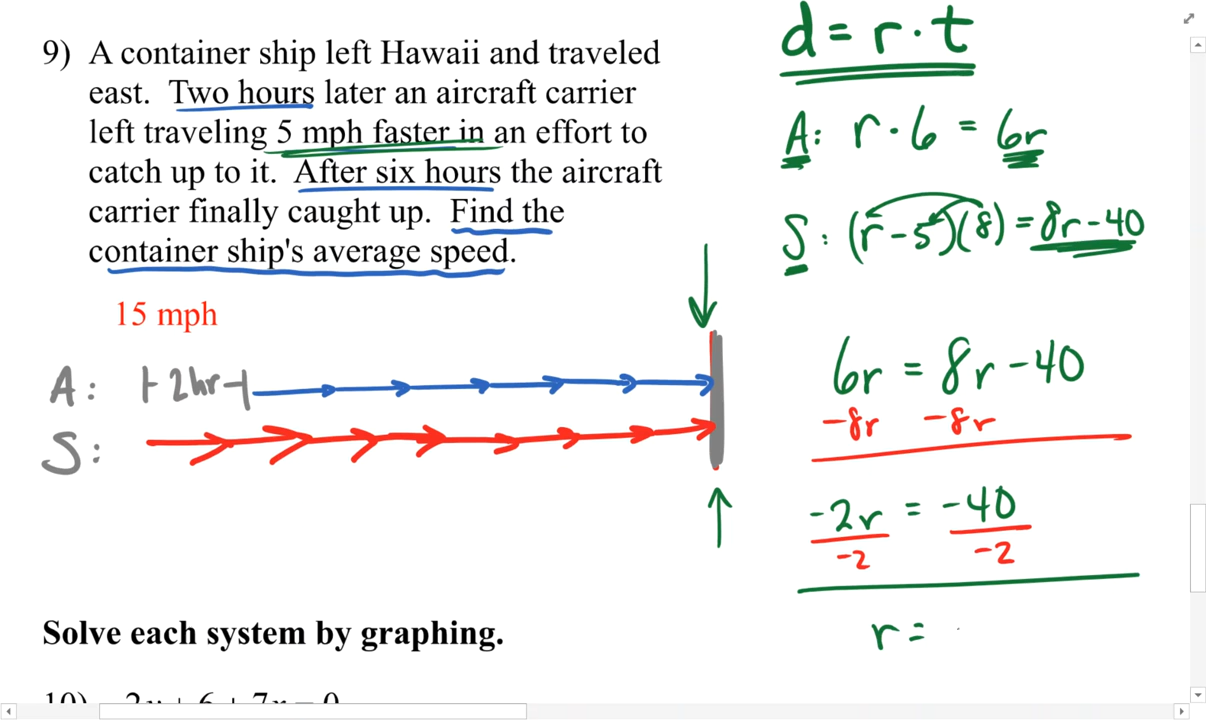 9) A container ship left Hawaii and traveled
east. Two hours later an aircraft carrier
left traveling 5 mph faster in an effort to
catch up to it. After six hours the aircraft
carrier finally caught up. Find the
container ship's average speed.
15 mph
A: 2hr
S:
d = r · t
A: r · 6 = 6r
S: (r - 5)(8) = 8r - 40
6r = 8r - 40
-8r -8r
-2r = -40
-2 -2
r =
Solve each system by graphing.